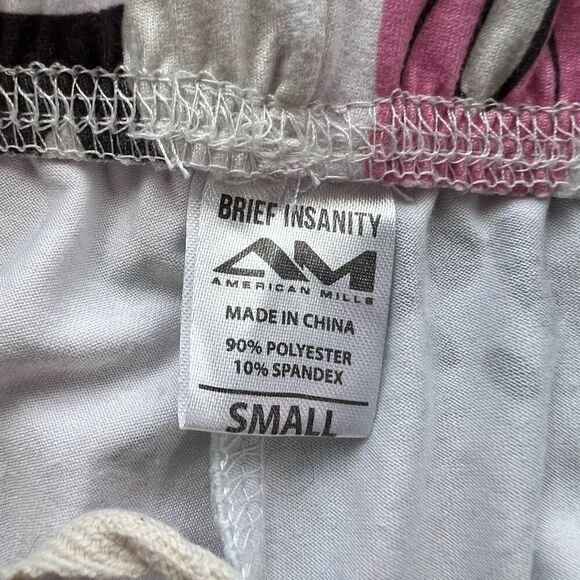 BRIEF INSANITY
AM
AMERICAN MILLS
MADE IN CHINA
90% POLYESTER
10% SPANDEX
SMALL